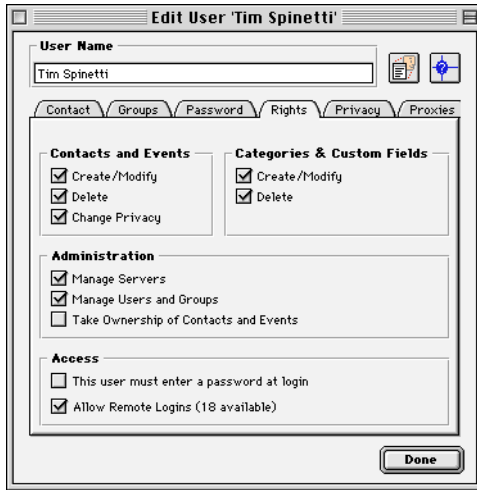 Edit User 'Tim Spinetti'
User Name
Tim Spinetti
Contact Groups Password Rights Privacy Proxies
Contacts and Events
Create/Modify
Delete
Change Privacy
Categories & Custom Fields
Create/Modify
Delete
Administration
Manage Servers
Manage Users and Groups
Take Ownership of Contacts and Events
Access
This user must enter a password at login
Allow Remote Logins (18 available)
Done